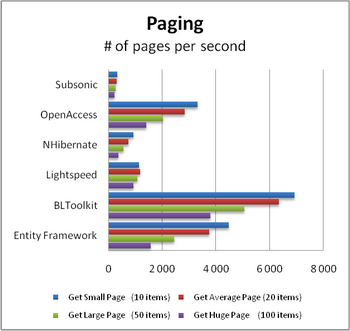 Paging
# of pages per second
Subsonic
OpenAccess
NHibernate
Lightspeed
BLToolkit
Entity Framework
0 2 000 4 000 6 000 8 000
Get Small Page (10 items) Get Average Page (20 items)
Get Large Page (50 items) Get Huge Page (100 items)